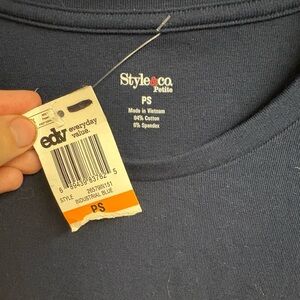 Style&co.
Petite
PS
Made in Vietnam
94% Cotton
6% Spandex
edv everyday
value.
STYLE
INDUSTRIAL BLUE
PS